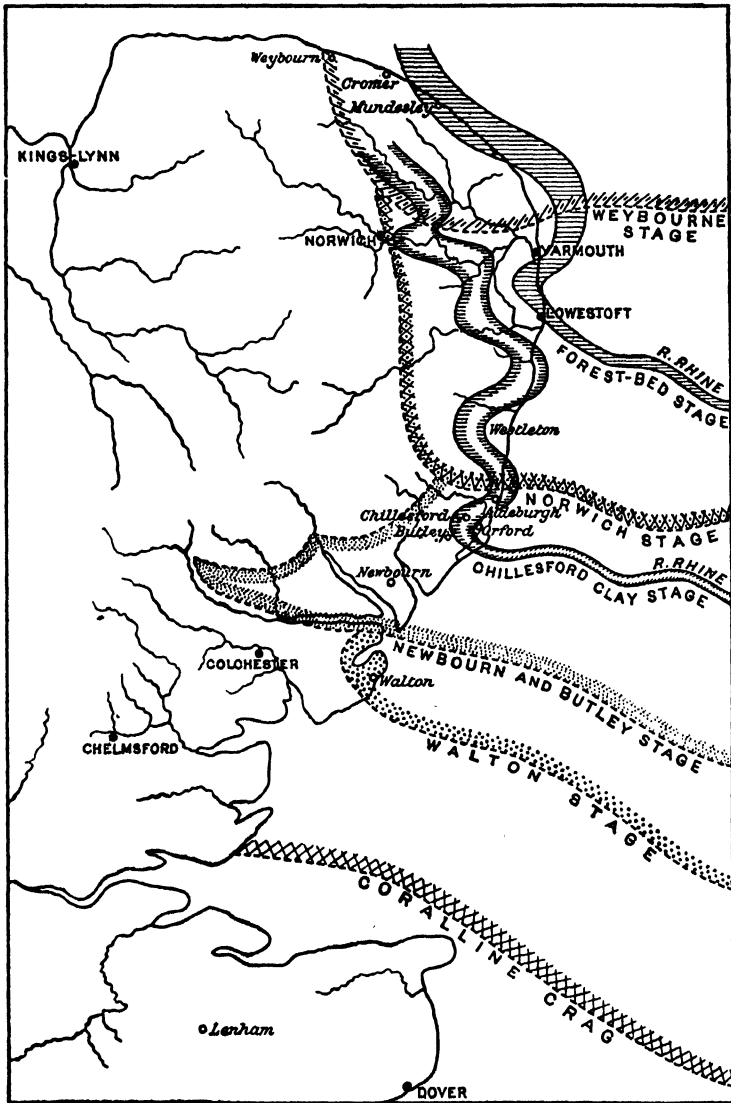 Weybourn
Cromer
Mundesley
KINGS-LYNN
WEYBOURNE
STAGE
NORWICH
YARMOUTH
LOWESTOFT
R. RHINE
FOREST-BED STAGE
Westleton
NORWICH STAGE
Chillesford
Aldeburgh
Butley
Orford
R. RHINE
CHILLESFORD CLAY STAGE
Newbourn
NEWBOURN AND BUTLEY STAGE
COLCHESTER
Walton
WALTON STAGE
CHELMSFORD
CORALLINE CRAG
Lenham
DOVER